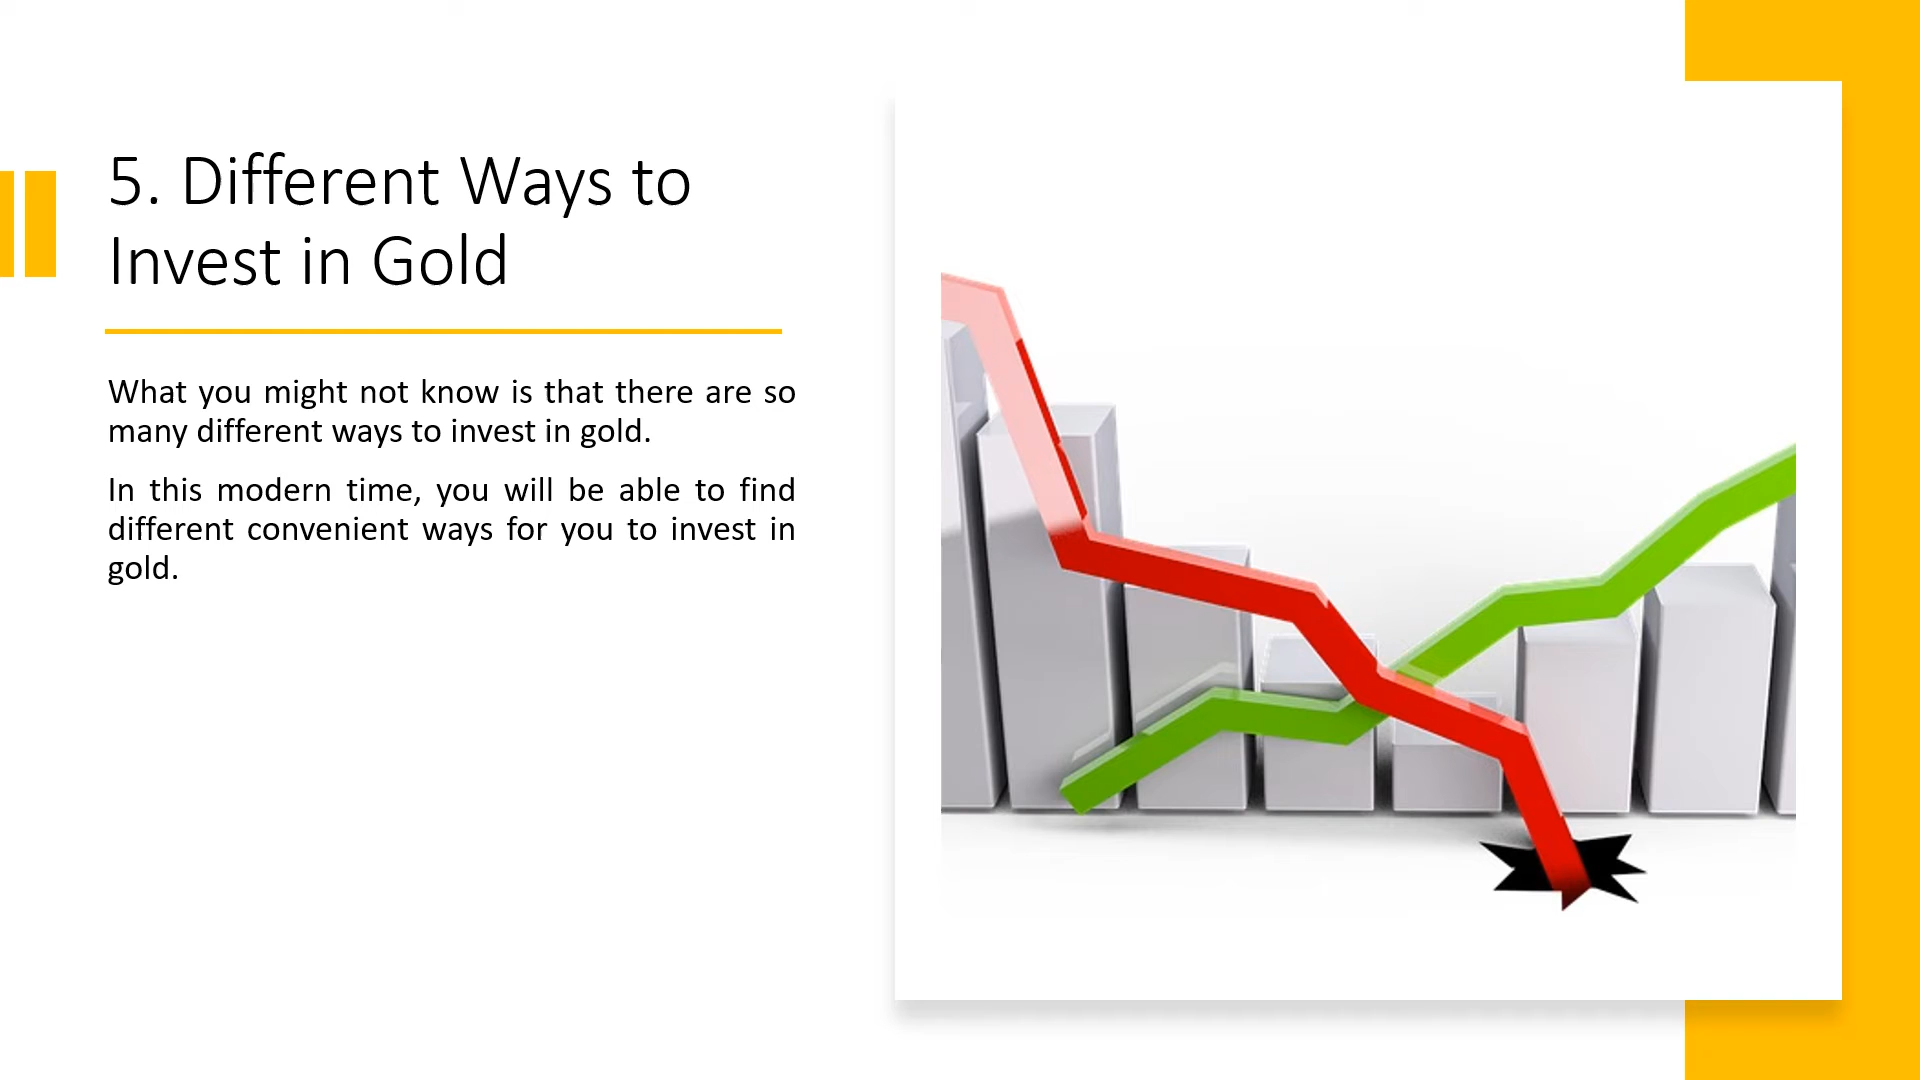 5. Different Ways to
Invest in Gold
What you might not know is that there are so
many different ways to invest in gold.
In this modern time, you will be able to find
different convenient ways for you to invest in
gold.